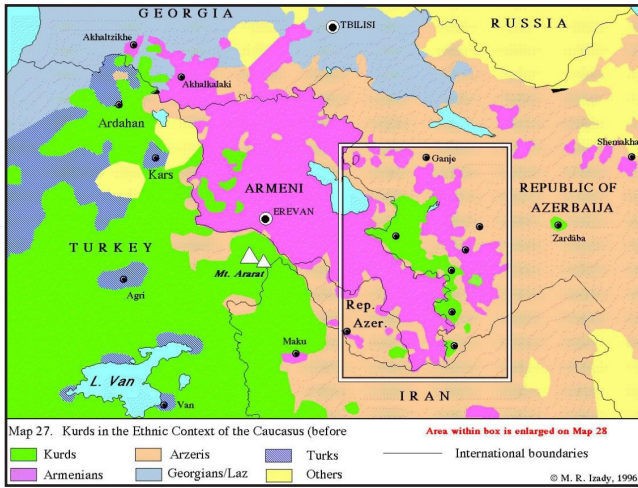 GEORGIA
RUSSIA
TBILISI
Akhaltzikhe
Akhalkalaki
Ardahan
Kars
Ganje
Shemakha
ARMENI
EREVAN
REPUBLIC OF
AZERBAIJA
Zardûba
TURKEY
Mt. Ararat
Agri
Rep.
Azer.
Maku
L. Van
Van
IRAN
Map 27. Kurds in the Ethnic Context of the Caucasus (before
Area within box is enlarged on Map 28
Kurds
Arzeris
Turks
International boundaries
Armenians
Georgians/Laz
Others
© M. R. Izady, 1996